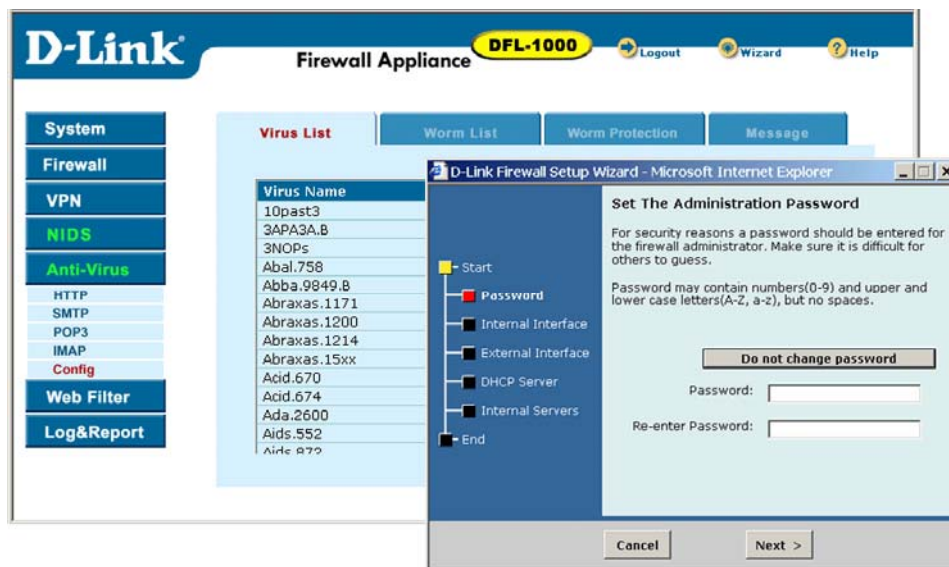 D-Link
Firewall Appliance
DFL-1000
Logout
Wizard
Help
System
Firewall
VPN
NIDS
Anti-Virus
HTTP
SMTP
POP3
IMAP
Config
Web Filter
Log&Report
Virus List
Worm List
Worm Protection
Message
Virus Name
10past3
3APA3A.B
3NOPs
Abal.758
Abba.9849.B
Abraxas.1171
Abraxas.1200
Abraxas.1214
Abraxas.15xx
Acid.670
Acid.674
Ada.2600
Aids.552
Aids.872
D-Link Firewall Setup Wizard - Microsoft Internet Explorer
Start
Password
Internal Interface
External Interface
DHCP Server
Internal Servers
End
Set The Administration Password
For security reasons a password should be entered for
the firewall administrator. Make sure it is difficult for
others to guess.
Password may contain numbers(0-9) and upper and
lower case letters(A-Z, a-z), but no spaces.
Do not change password
Password:
Re-enter Password:
Cancel
Next >